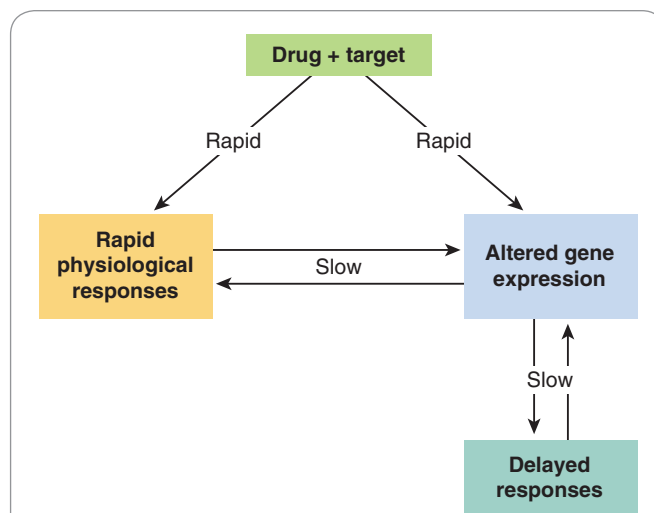 Drug + target
Rapid
Rapid
Rapid
physiological
responses
Slow
Altered gene
expression
Slow
Delayed
responses